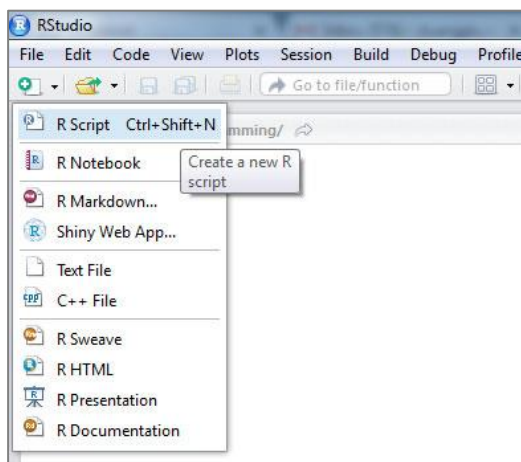 RStudio
File Edit Code View Plots Session Build Debug Profile
Go to file/function
R Script Ctrl+Shift+N
mming/
R Notebook
Create a new R
script
R Markdown...
Shiny Web App...
Text File
C++ File
R Sweave
R HTML
R Presentation
R Documentation